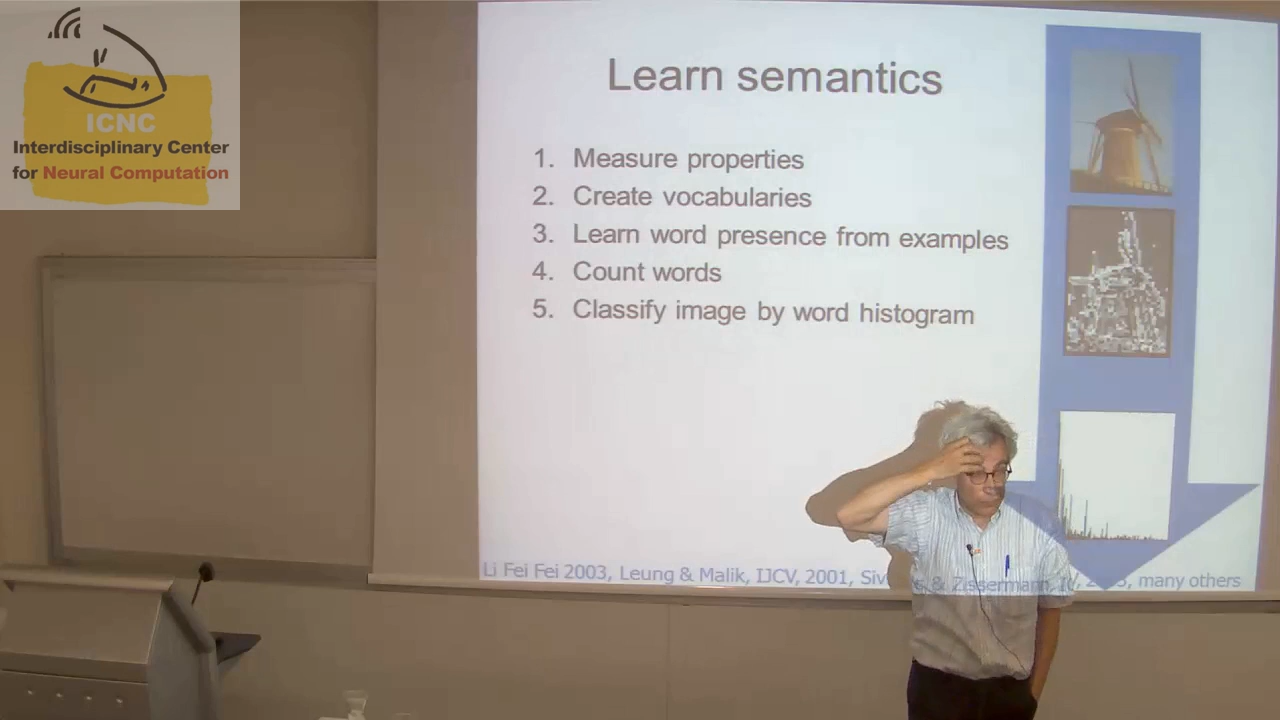 ICNC
Interdisciplinary Center
for Neural Computation
Learn semantics
1. Measure properties
2. Create vocabularies
3. Learn word presence from examples
4. Count words
5. Classify image by word histogram
Li Fei Fei 2003, Leung & Malik, IJCV, 2001, & Zissermann, many others